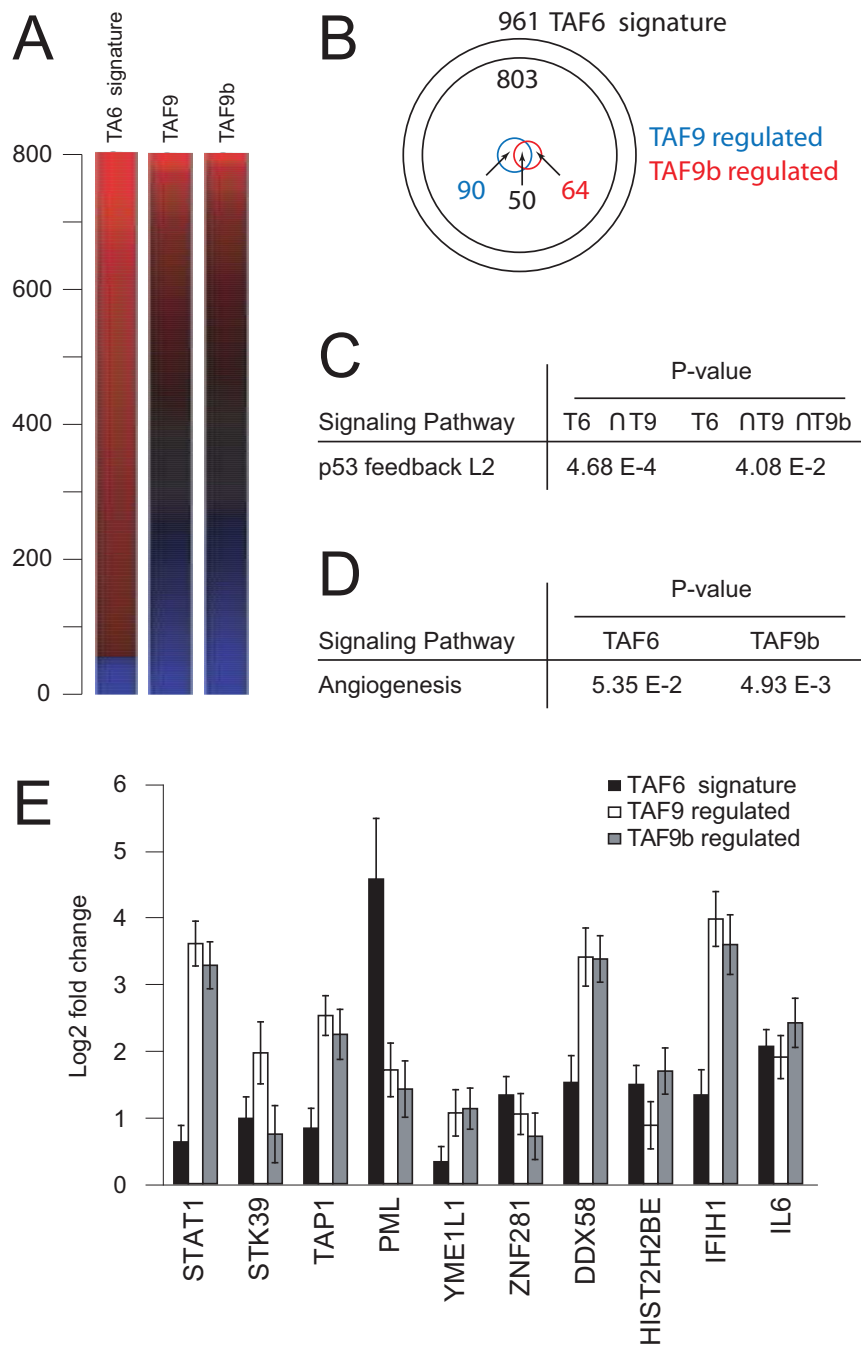 A
TA6 signature
TAF9
TAF9b
800
600
400
200
0
B
961 TAF6 signature
803
TAF9 regulated
TAF9b regulated
90
50
64
C
P-value
Signaling Pathway
T6 ∩T9
T6 ∩T9 ∩T9b
p53 feedback L2
4.68 E-4
4.08 E-2
D
P-value
Signaling Pathway
TAF6
TAF9b
Angiogenesis
5.35 E-2
4.93 E-3
E
TAF6 signature
TAF9 regulated
TAF9b regulated
Log2 fold change
6
5
4
3
2
1
0
STAT1
STK39
TAP1
PML
YME1L1
ZNF281
DDX58
HIST2H2BE
IFIH1
IL6